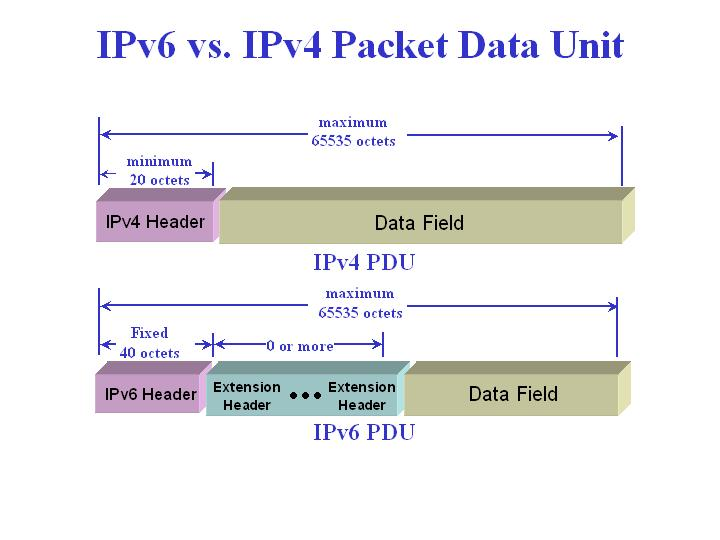 IPv6 vs. IPv4 Packet Data Unit
maximum
65535 octets
minimum
20 octets
IPv4 Header
Data Field
IPv4 PDU
maximum
65535 octets
Fixed
40 octets
0 or more
IPv6 Header
Extension
Header
Extension
Header
Data Field
IPv6 PDU